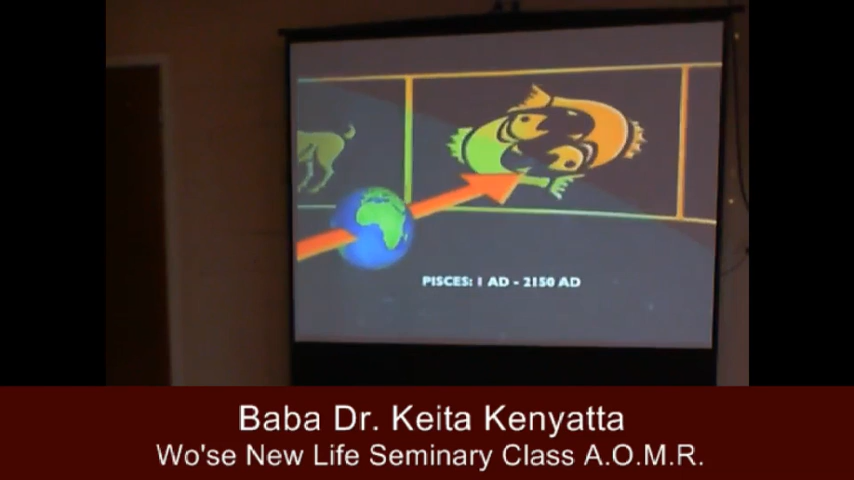 PISCES: 1 AD - 2150 AD
Baba Dr. Keita Kenyatta
Wo'se New Life Seminary Class A.O.M.R.